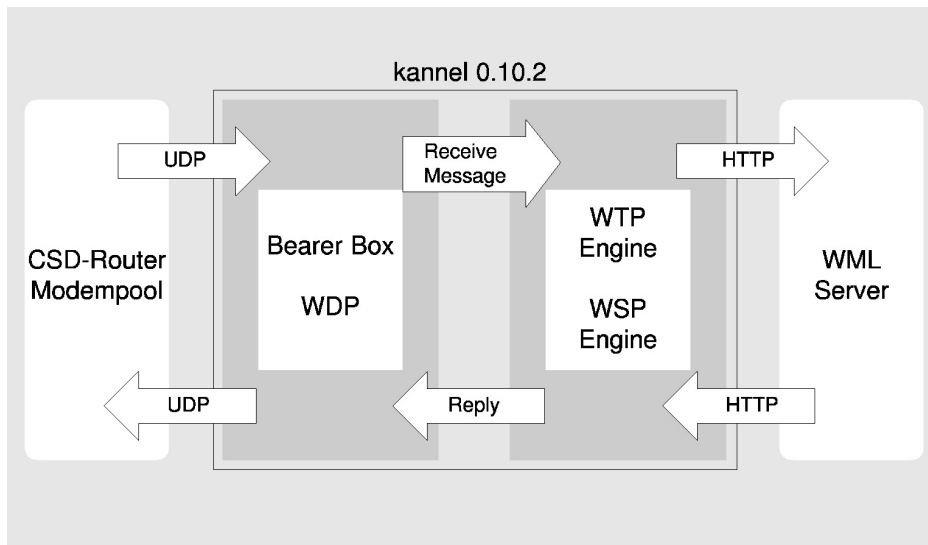 kannel 0.10.2
UDP
Receive
Message
HTTP
CSD-Router
Modempool
Bearer Box
WDP
WTP
Engine
WSP
Engine
WML
Server
UDP
Reply
HTTP